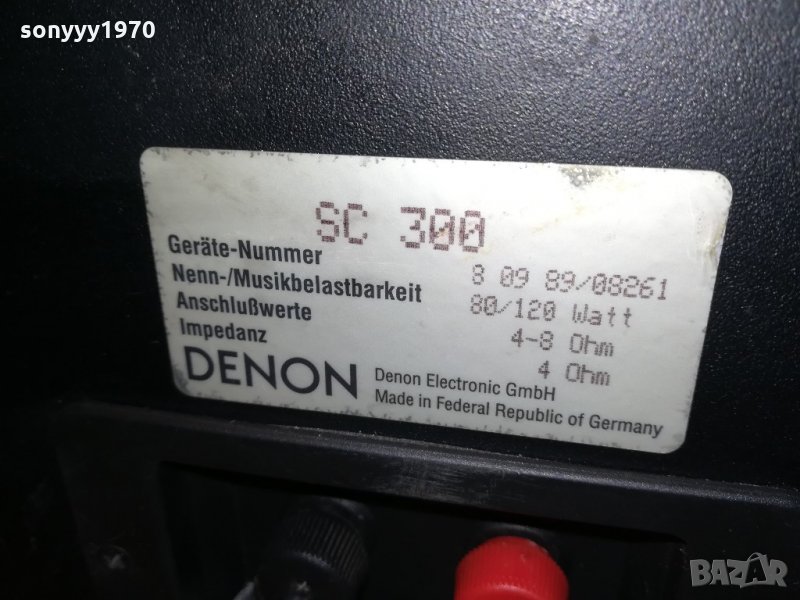 sonyyy1970
SC 300
Geräte-Nummer 8 09 89/08261
Nenn-/Musikbelastbarkeit 80/120 Watt
Anschlußwerte 4-8 Ohm
Impedanz 4 Ohm
DENON
Denon Electronic GmbH
Made in Federal Republic of Germany
BAZAR